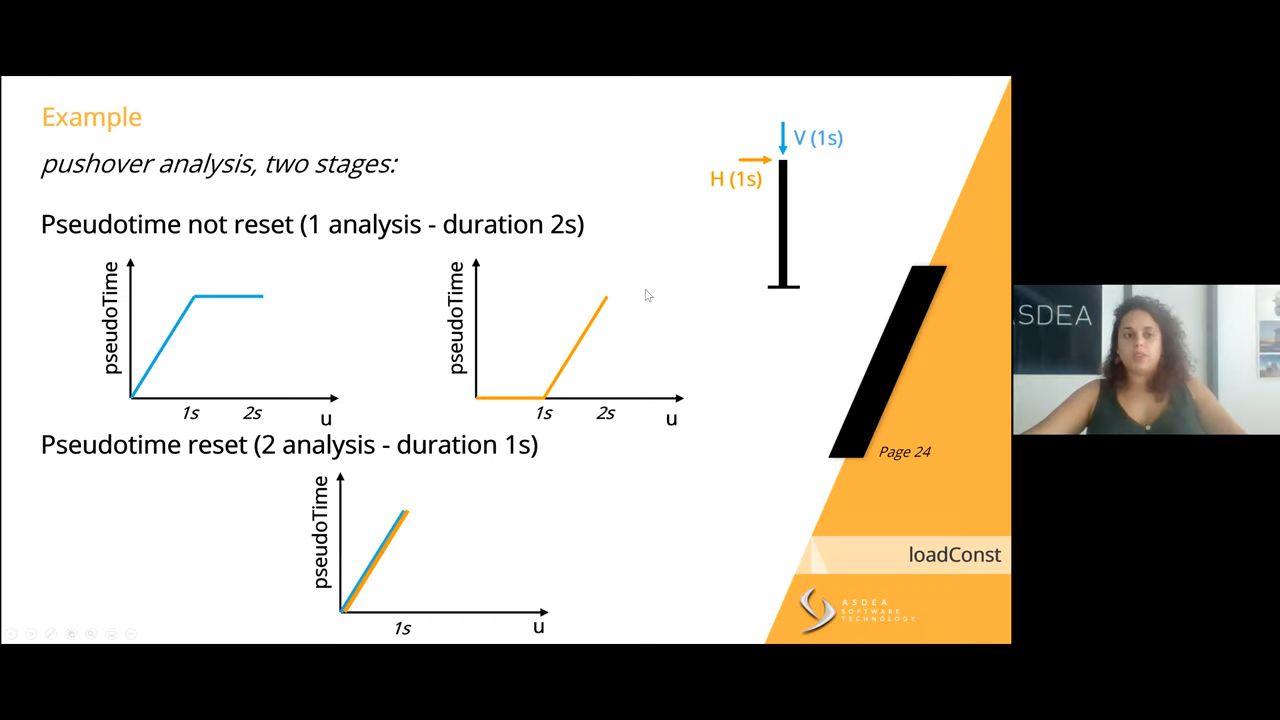 Example
pushover analysis, two stages:
V (1s)
H (1s)
Pseudotime not reset (1 analysis - duration 2s)
pseudoTime
1s
2s
u
pseudoTime
1s
2s
u
Pseudotime reset (2 analysis - duration 1s)
pseudoTime
1s
u
Page 24
loadConst
ASDEA
SOFTWARE
TECHNOLOGY
ASDEA